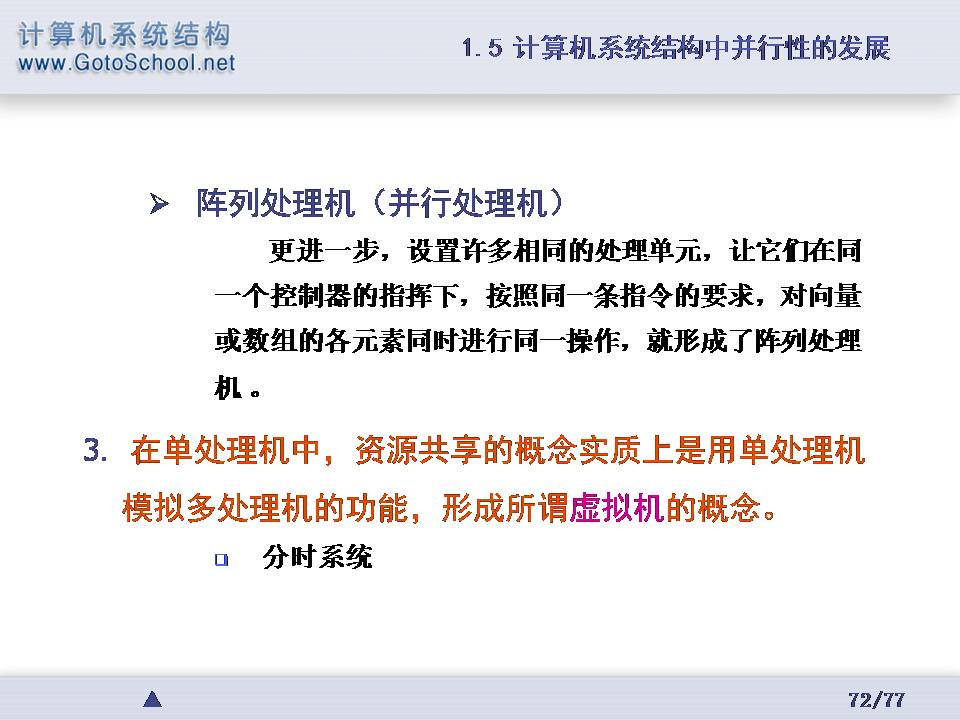 计算机系统结构
www.GotoSchool.net
1.5 计算机系统结构中并行性的发展
➢ 阵列处理机（并行处理机）
更进一步，设置许多相同的处理单元，让它们在同
一个控制器的指挥下，按照同一条指令的要求，对向量
或数组的各元素同时进行同一操作，就形成了阵列处理
机。
3. 在单处理机中，资源共享的概念实质上是用单处理机
模拟多处理机的功能，形成所谓虚拟机的概念。
❑ 分时系统
72/77